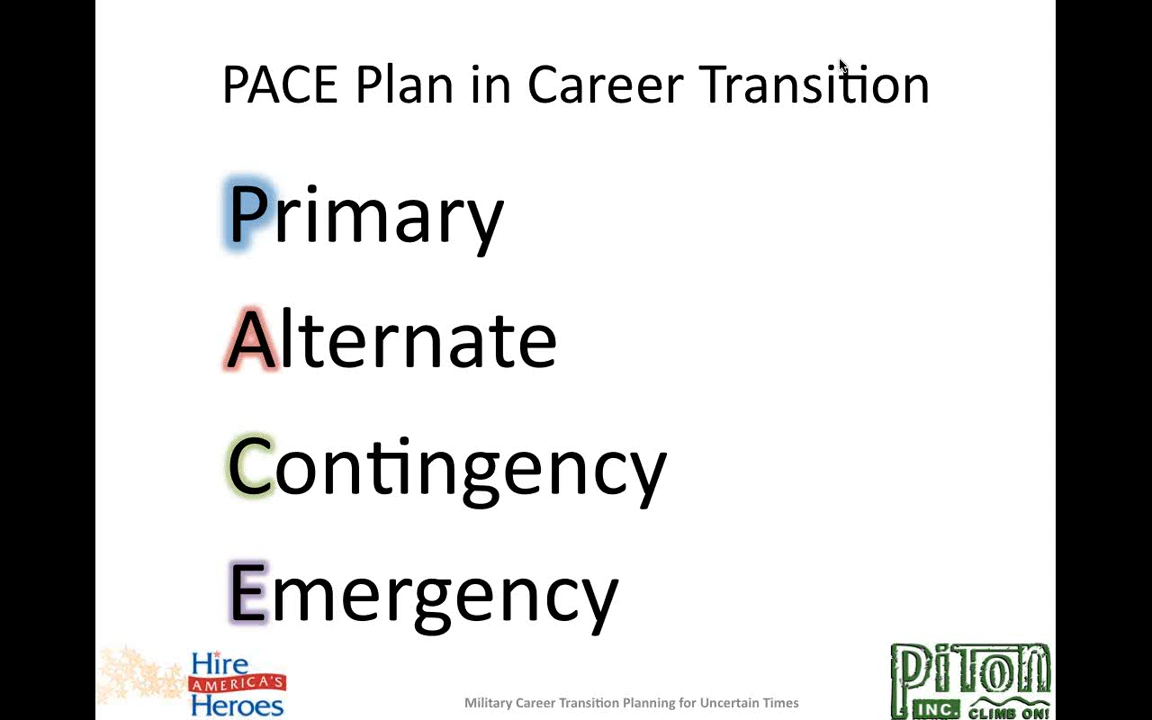 PACE Plan in Career Transition
Primary
Alternate
Contingency
Emergency
Hire
AMERICA'S
Heroes
Military Career Transition Planning for Uncertain Times
PiTON
INC. CLIMB ON!